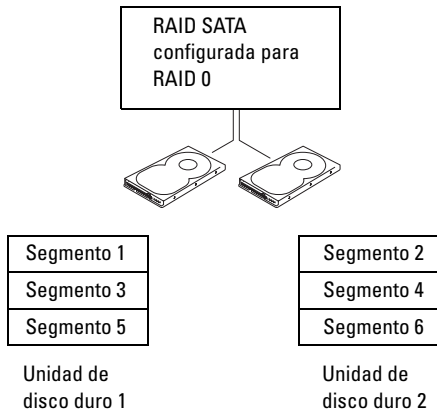 RAID SATA
configurada para
RAID 0
Segmento 1
Segmento 2
Segmento 3
Segmento 4
Segmento 5
Segmento 6
Unidad de
disco duro 1
Unidad de
disco duro 2